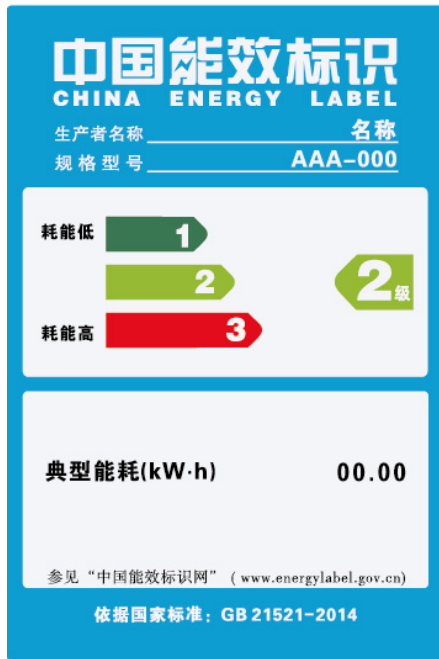 中国能效标识
CHINA ENERGY LABEL
生产者名称 名称
规格型号 AAA-000
耗能低 1
2 2级
耗能高 3
典型能耗(kW·h) 00.00
参见“中国能效标识网” (www.energylabel.gov.cn)
依据国家标准：GB 21521-2014